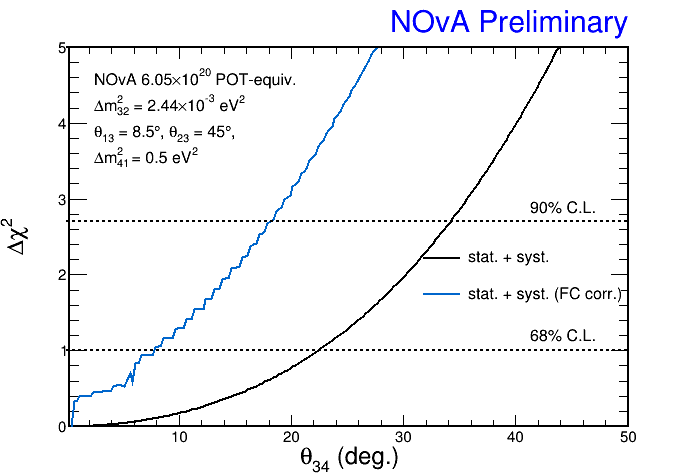 NOvA Preliminary
5
NOvA 6.05×10²⁰ POT-equiv.
Δm²₃₂ = 2.44×10⁻³ eV²
θ₁₃ = 8.5°, θ₂₃ = 45°,
Δm²₄₁ = 0.5 eV²
4
3
90% C.L.
Δχ²
stat. + syst.
2
stat. + syst. (FC corr.)
68% C.L.
1
0
10 20 30 40 50
θ₃₄ (deg.)